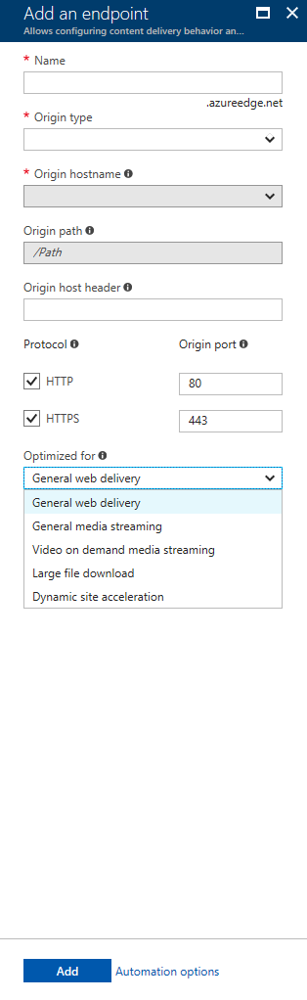 Add an endpoint
Allows configuring content delivery behavior an...
* Name
.azureedge.net
* Origin type
* Origin hostname
Origin path
/Path
Origin host header
Protocol Origin port
HTTP 80
HTTPS 443
Optimized for
General web delivery
General web delivery
General media streaming
Video on demand media streaming
Large file download
Dynamic site acceleration
Add Automation options